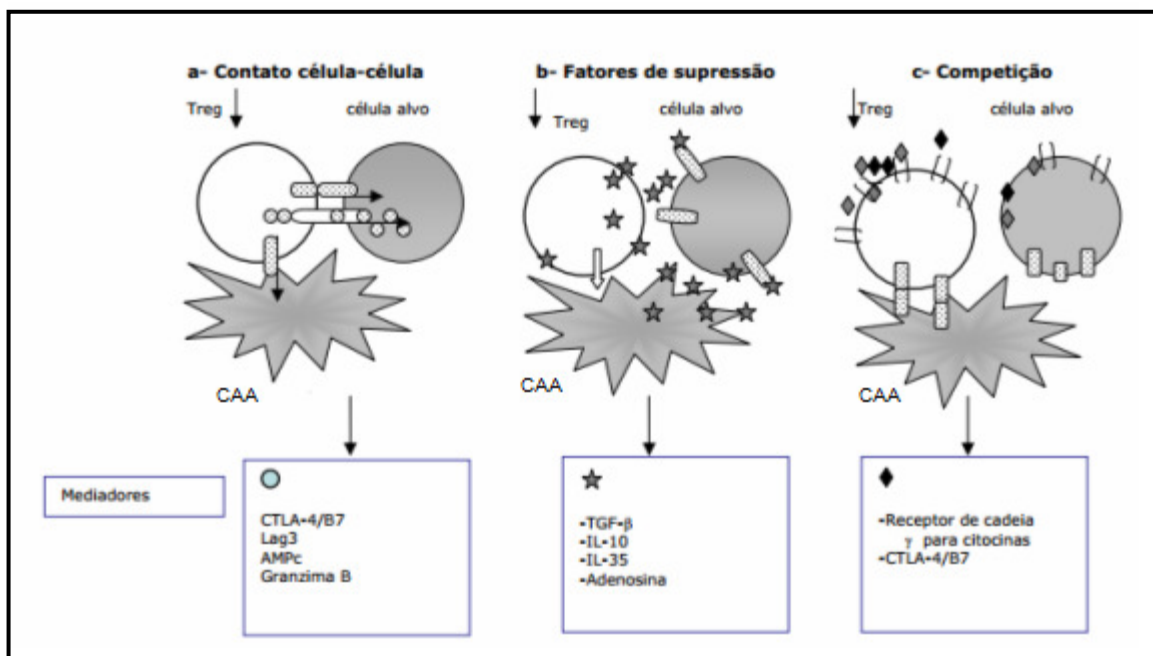 a- Contato célula-célula
Treg
célula alvo
CAA
b- Fatores de supressão
Treg
célula alvo
CAA
c- Competição
Treg
célula alvo
CAA
Mediadores
CTLA-4/B7
Lag3
AMPc
Granzima B
-TGF-β
-IL-10
-IL-35
-Adenosina
-Receptor de cadeia
γ para citocinas
-CTLA-4/B7